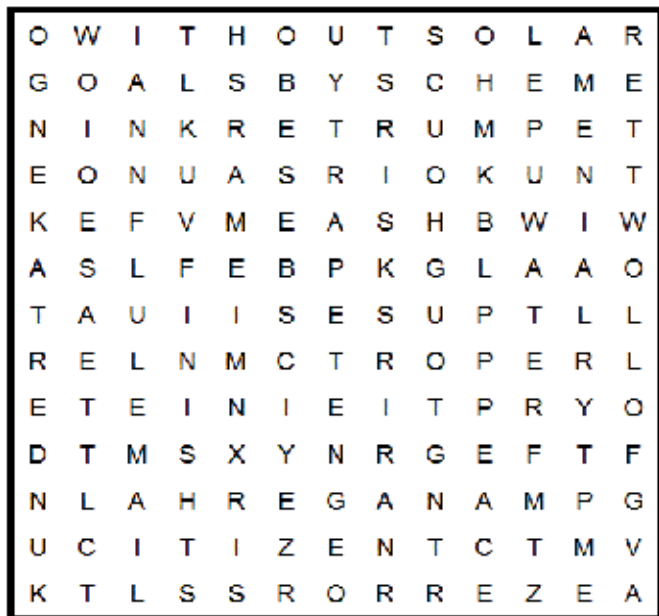 O W I T H O U T S O L A R
G O A L S B Y S C H E M E
N I N K R E T R U M P E T
E O N U A S R I O K U N T
K E F V M E A S H B W I W
A S L F E B P K G L A A O
T A U I I S E S U P T L L
R E L N M C T R O P E R L
E T E I N I E I T P R Y O
D T M S X Y N R G E F T F
N L A H R E G A N A M P G
U C I T I Z E N T C T M V
K T L S S R O R R E Z E A